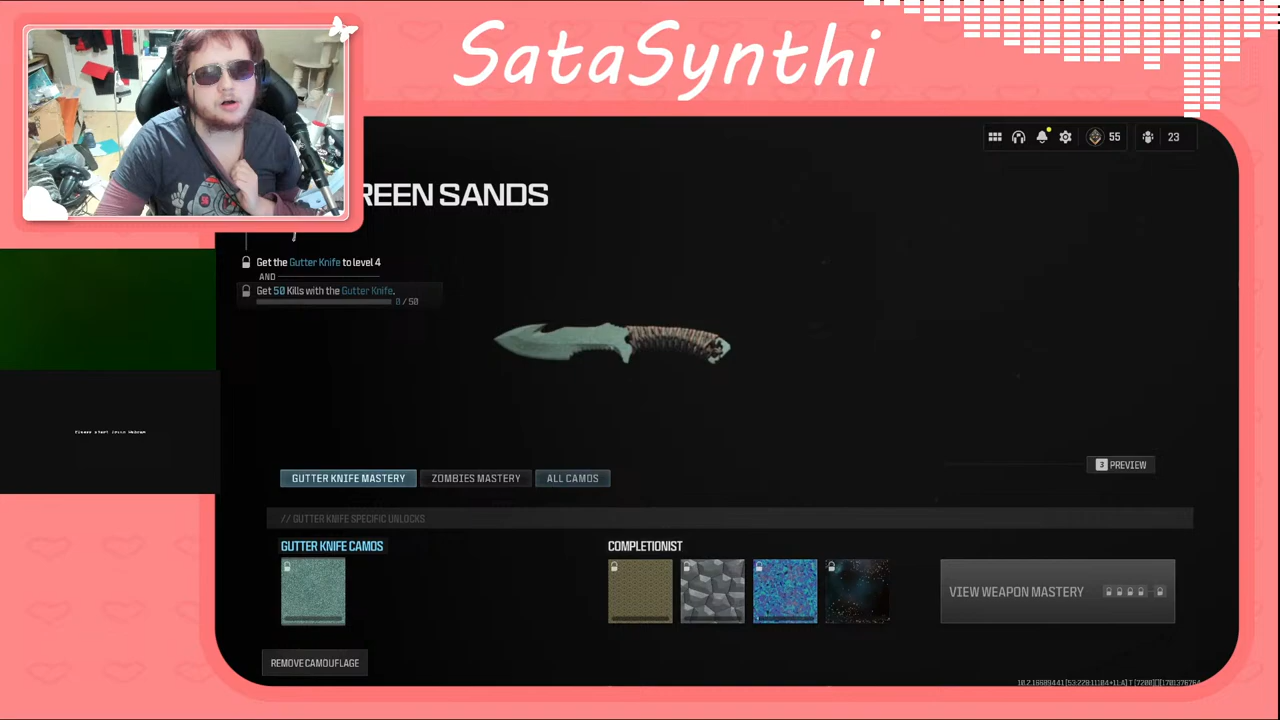 SataSynthi
55
23
REEN SANDS
Get the Gutter Knife to level 4
AND
Get 50 Kills with the Gutter Knife.
0 / 50
3 PREVIEW
GUTTER KNIFE MASTERY
ZOMBIES MASTERY
ALL CAMOS
// GUTTER KNIFE SPECIFIC UNLOCKS
GUTTER KNIFE CAMOS
COMPLETIONIST
VIEW WEAPON MASTERY
REMOVE CAMOUFLAGE